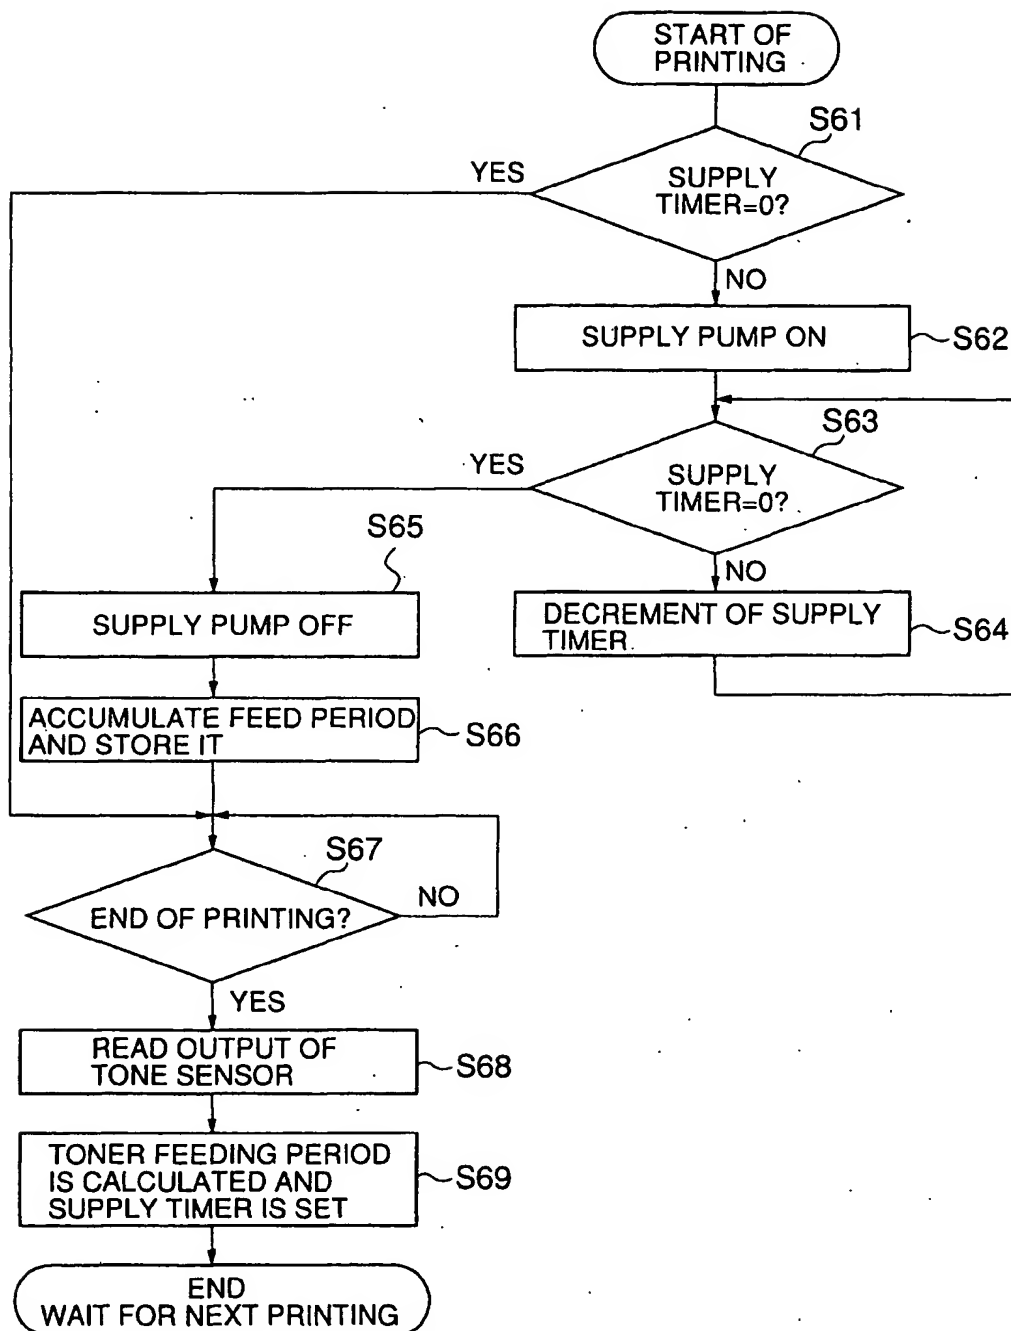 START OF
PRINTING
S61
YES
SUPPLY
TIMER=0?
NO
SUPPLY PUMP ON
S62
S63
YES
SUPPLY
TIMER=0?
S65
NO
SUPPLY PUMP OFF
DECREMENT OF SUPPLY
TIMER
S64
ACCUMULATE FEED PERIOD
AND STORE IT
S66
S67
NO
END OF PRINTING?
YES
READ OUTPUT OF
TONE SENSOR
S68
TONER FEEDING PERIOD
IS CALCULATED AND
SUPPLY TIMER IS SET
S69
END
WAIT FOR NEXT PRINTING